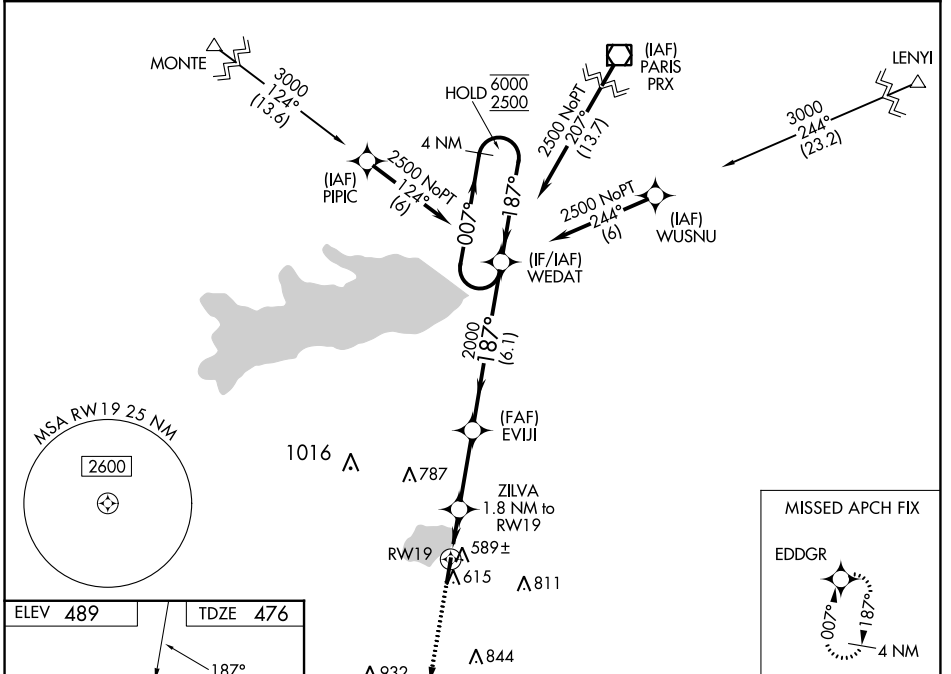 MONTE
3000
124°
(13.6)
HOLD
6000
2500
4 NM
(IAF)
PARIS
PRX
2500 NoPT
207°
(13.7)
LENYI
3000
244°
(23.2)
(IAF)
PIPIC
2500 NoPT
124°
(6)
007°
187°
2500 NoPT
244°
(6)
(IAF)
WUSNU
(IF/IAF)
WEDAT
2000
187°
(6.1)
(FAF)
EVIJI
MSA RW19 25 NM
2600
1016
787
ZILVA
1.8 NM to
RW19
RW19
589±
615
811
844
932
MISSED APCH FIX
EDDGR
007°
187°
4 NM
ELEV 489
TDZE 476
187°